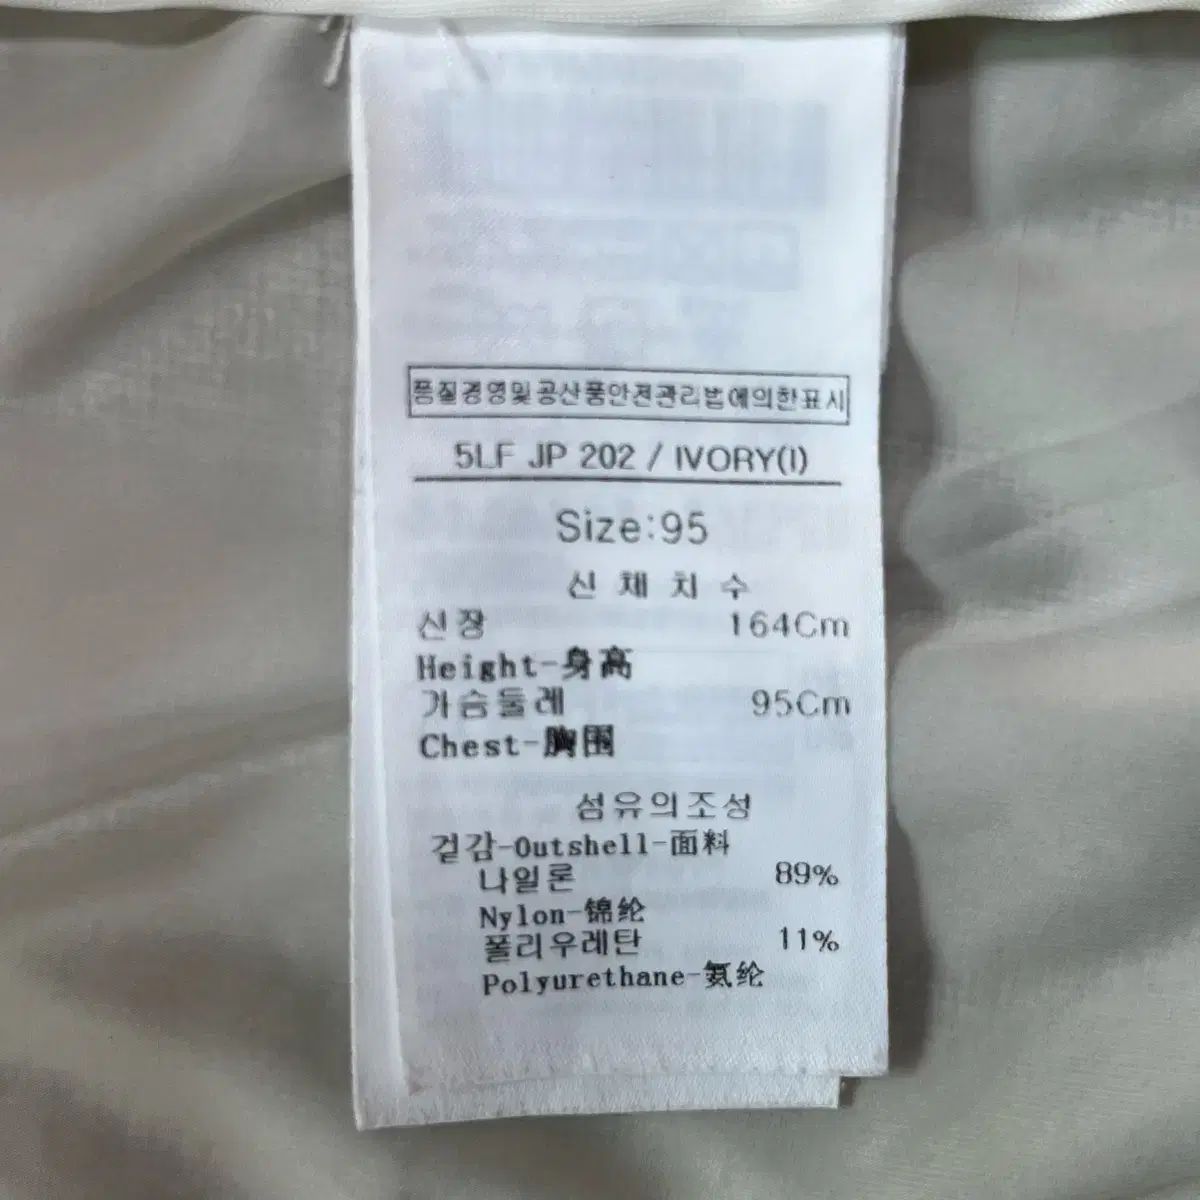 품질경영및공산품안전관리법에의한표시
5LF JP 202 / IVORY(I)
Size:95
신체치수
신장 164Cm
Height-身高
가슴둘레 95Cm
Chest-胸围
섬유의조성
겉감-Outshell-面料
나일론 89%
Nylon-锦纶
폴리우레탄 11%
Polyurethane-氨纶